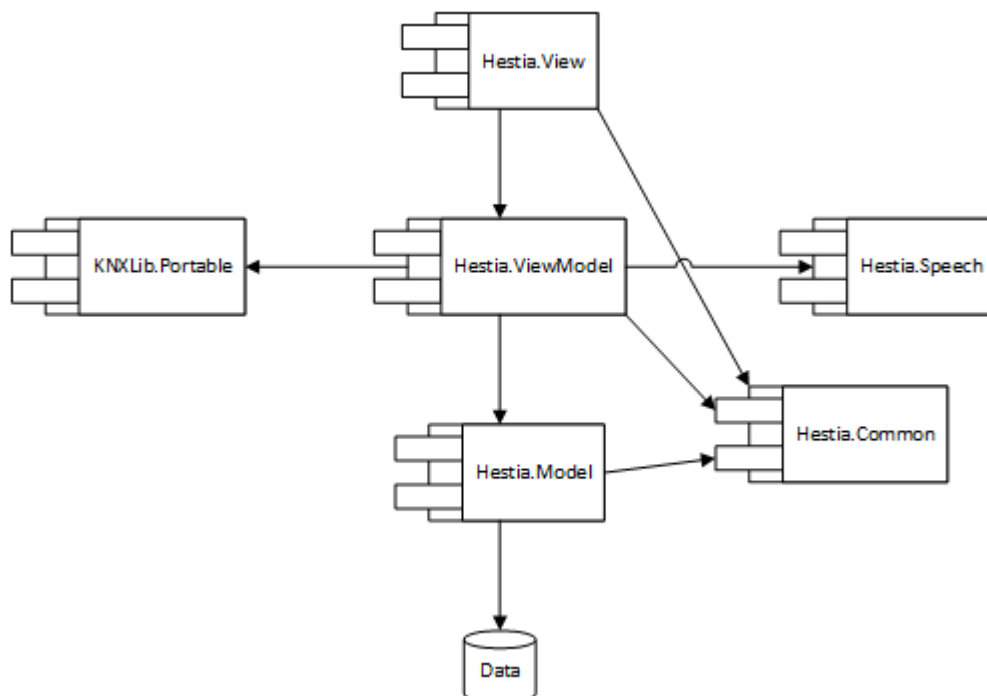 Hestia.View
KNXLib.Portable
Hestia.ViewModel
Hestia.Speech
Hestia.Common
Hestia.Model
Data